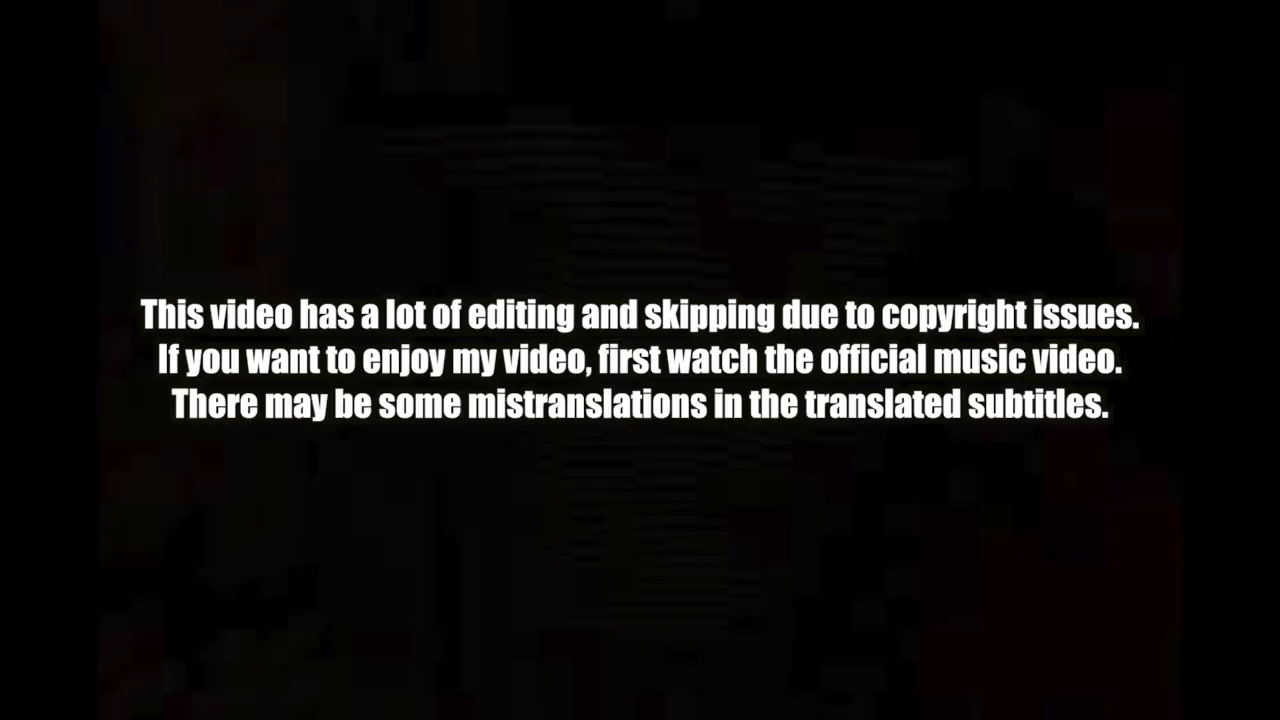 This video has a lot of editing and skipping due to copyright issues.
If you want to enjoy my video, first watch the official music video.
There may be some mistranslations in the translated subtitles.